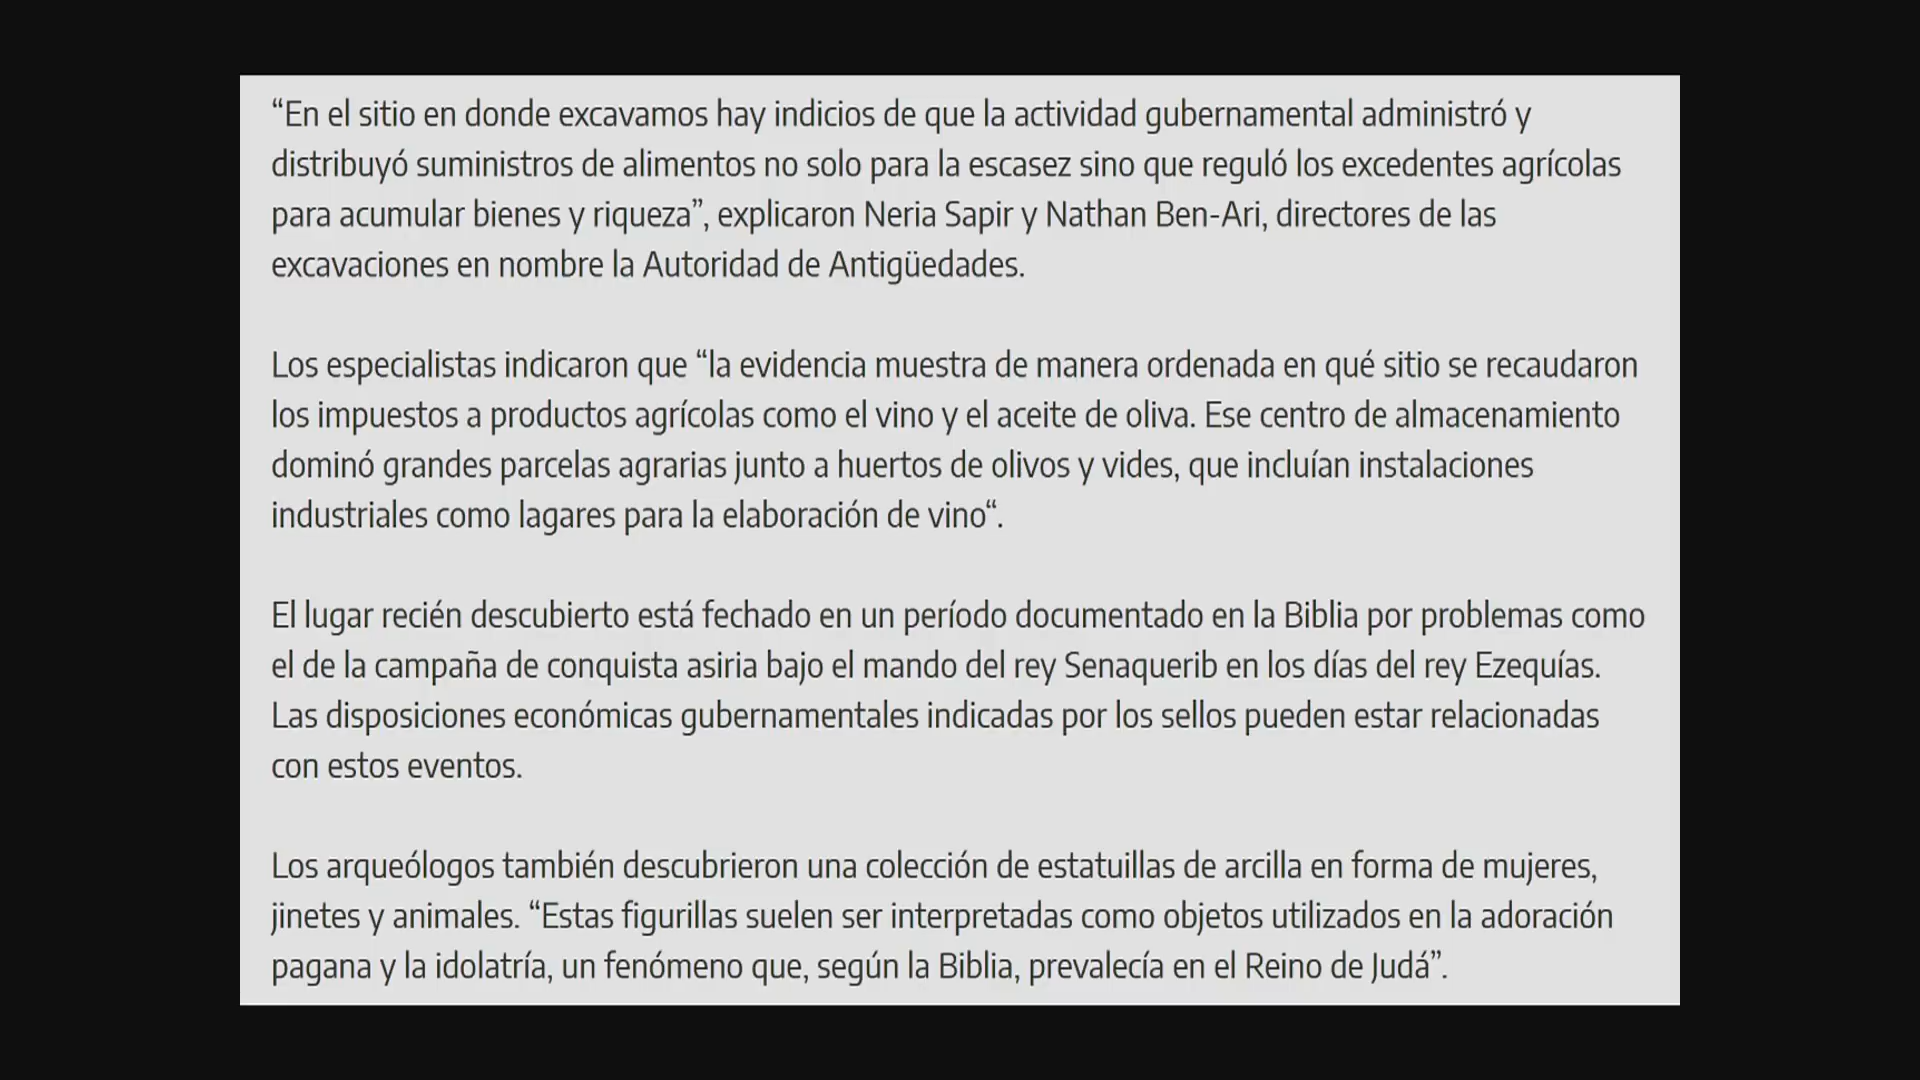 “En el sitio en donde excavamos hay indicios de que la actividad gubernamental administró y
distribuyó suministros de alimentos no solo para la escasez sino que reguló los excedentes agrícolas
para acumular bienes y riqueza”, explicaron Neria Sapir y Nathan Ben-Ari, directores de las
excavaciones en nombre la Autoridad de Antigüedades.
Los especialistas indicaron que “la evidencia muestra de manera ordenada en qué sitio se recaudaron
los impuestos a productos agrícolas como el vino y el aceite de oliva. Ese centro de almacenamiento
dominó grandes parcelas agrarias junto a huertos de olivos y vides, que incluían instalaciones
industriales como lagares para la elaboración de vino“.
El lugar recién descubierto está fechado en un período documentado en la Biblia por problemas como
el de la campaña de conquista asiria bajo el mando del rey Senaquerib en los días del rey Ezequías.
Las disposiciones económicas gubernamentales indicadas por los sellos pueden estar relacionadas
con estos eventos.
Los arqueólogos también descubrieron una colección de estatuillas de arcilla en forma de mujeres,
jinetes y animales. “Estas figurillas suelen ser interpretadas como objetos utilizados en la adoración
pagana y la idolatría, un fenómeno que, según la Biblia, prevalecía en el Reino de Judá”.